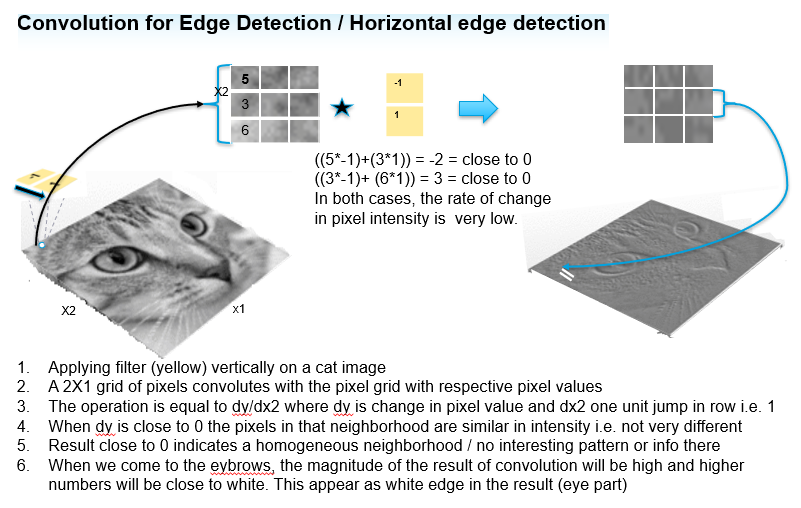 Convolution for Edge Detection / Horizontal edge detection
X2
5
3
6
-1
1
((5*-1)+(3*1)) = -2 = close to 0
((3*-1)+ (6*1)) = 3 = close to 0
In both cases, the rate of change
in pixel intensity is  very low.
X2
x1
1. Applying filter (yellow) vertically on a cat image
2. A 2X1 grid of pixels convolutes with the pixel grid with respective pixel values
3. The operation is equal to dy/dx2 where dy is change in pixel value and dx2 one unit jump in row i.e. 1
4. When dy is close to 0 the pixels in that neighborhood are similar in intensity i.e. not very different
5. Result close to 0 indicates a homogeneous neighborhood / no interesting pattern or info there
6. When we come to the eybrows, the magnitude of the result of convolution will be high and higher
numbers will be close to white. This appear as white edge in the result (eye part)